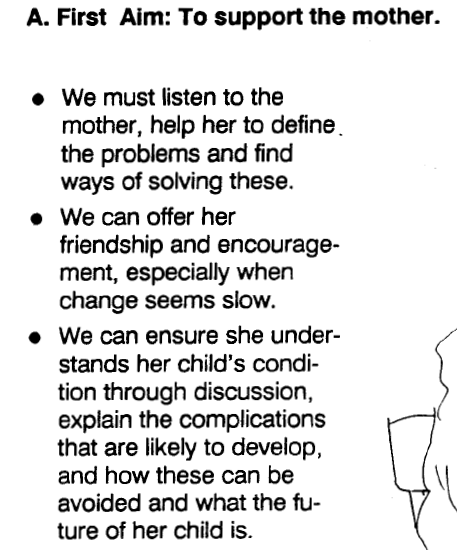 A. First Aim: To support the mother.
● We must listen to the
mother, help her to define
the problems and find
ways of solving these.
● We can offer her
friendship and encourage-
ment, especially when
change seems slow.
● We can ensure she under-
stands her child's condi-
tion through discussion,
explain the complications
that are likely to develop,
and how these can be
avoided and what the fu-
ture of her child is.